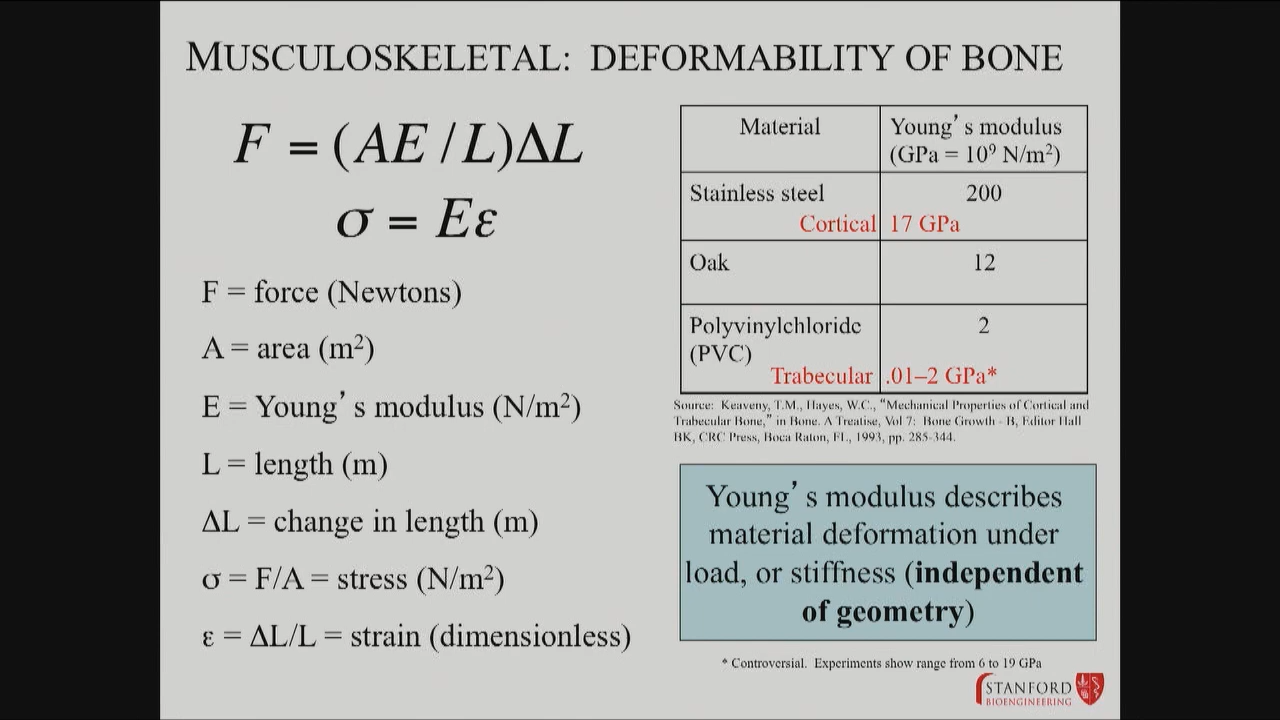 MUSCULOSKELETAL: DEFORMABILITY OF BONE
F = (AE / L)ΔL
σ = Eε
F = force (Newtons)
A = area (m²)
E = Young's modulus (N/m²)
L = length (m)
ΔL = change in length (m)
σ = F/A = stress (N/m²)
ε = ΔL/L = strain (dimensionless)
Material Young's modulus
(GPa = 10⁹ N/m²)
Stainless steel 200
Cortical 17 GPa
Oak 12
Polyvinylchloride 2
(PVC)
Trabecular .01–2 GPa*
Source: Keaveny, T.M., Hayes, W.C., "Mechanical Properties of Cortical and
Trabecular Bone," in Bone. A Treatise, Vol 7: Bone Growth - B, Editor Hall
BK, CRC Press, Boca Raton, FL, 1993, pp. 285-344.
Young's modulus describes
material deformation under
load, or stiffness (independent
of geometry)
* Controversial. Experiments show range from 6 to 19 GPa
STANFORD
BIOENGINEERING